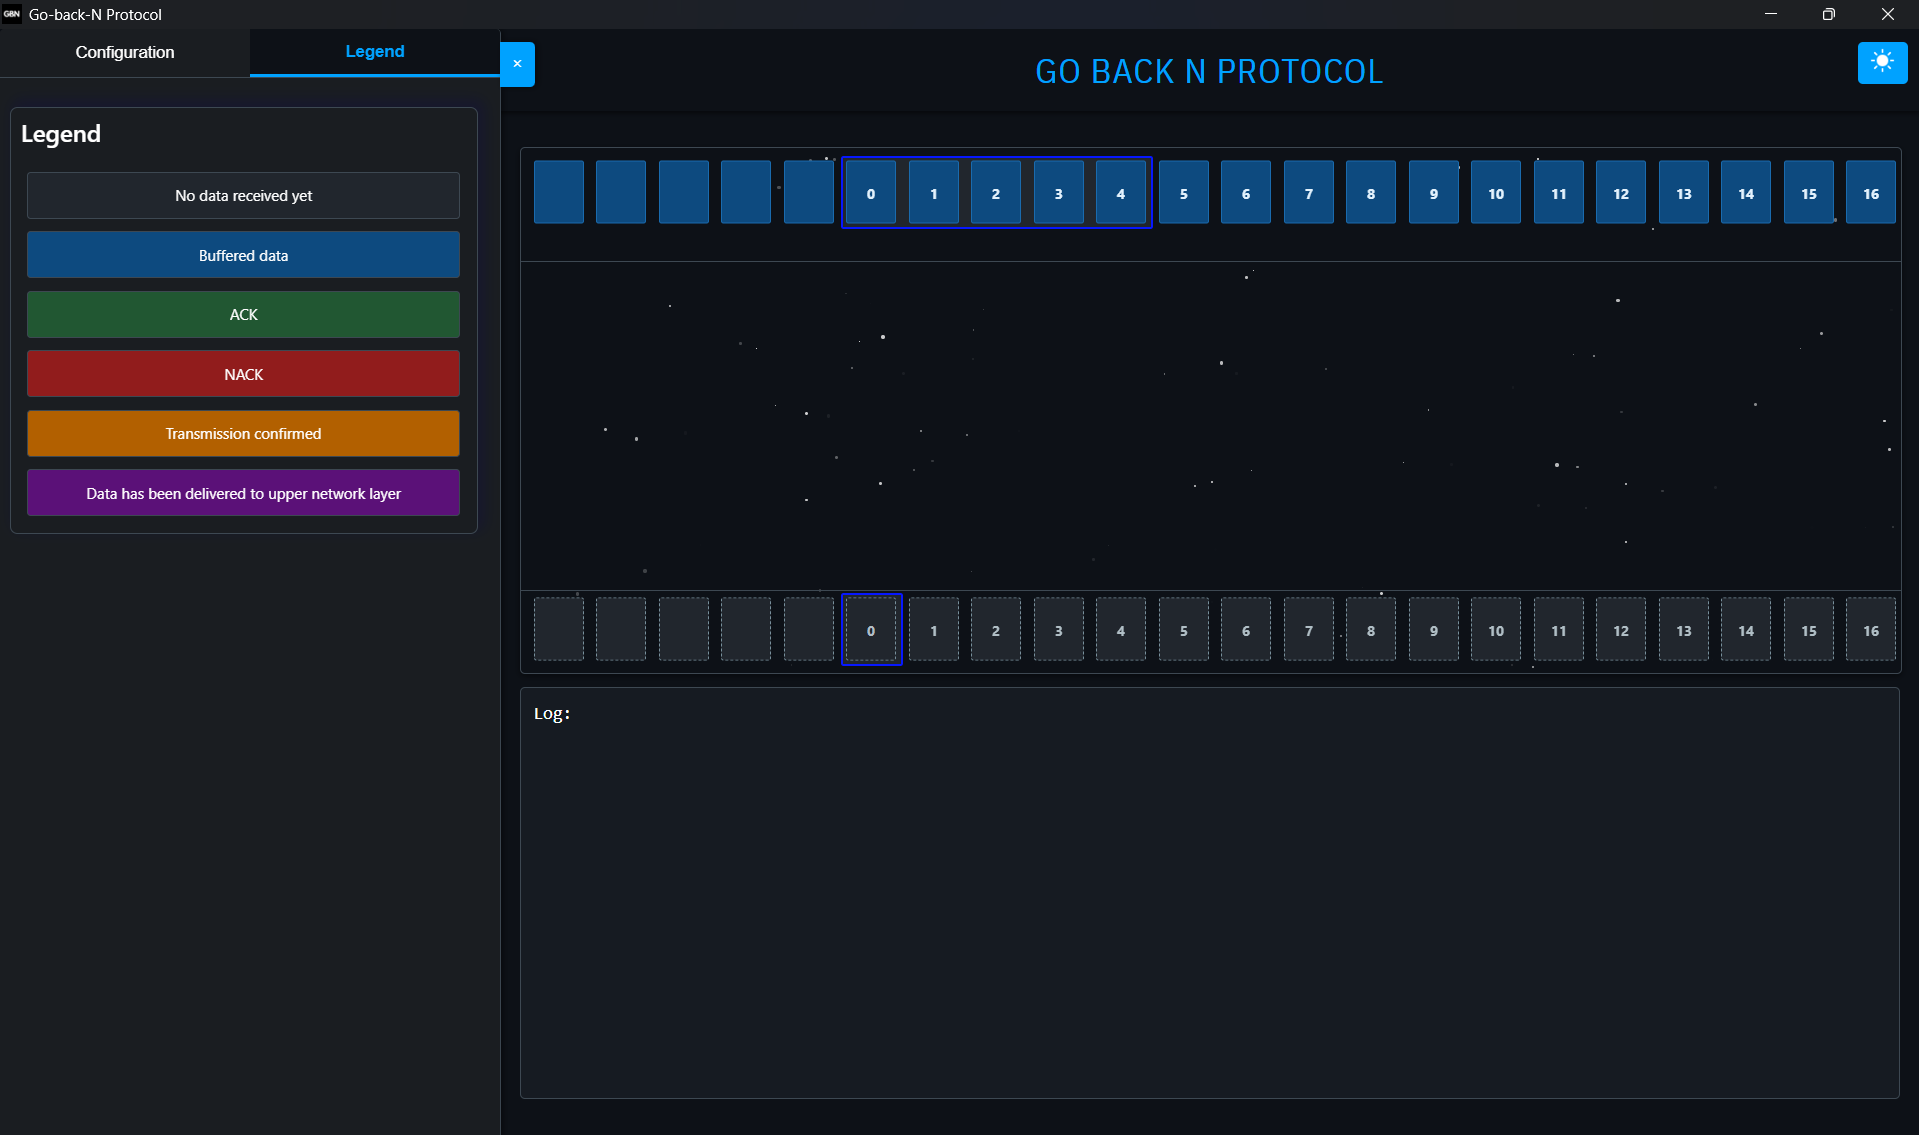 GBN Go-back-N Protocol
Configuration
Legend
×
GO BACK N PROTOCOL
Legend
No data received yet
Buffered data
ACK
NACK
Transmission confirmed
Data has been delivered to upper network layer
0 1 2 3 4 5 6 7 8 9 10 11 12 13 14 15 16
0 1 2 3 4 5 6 7 8 9 10 11 12 13 14 15 16
Log: